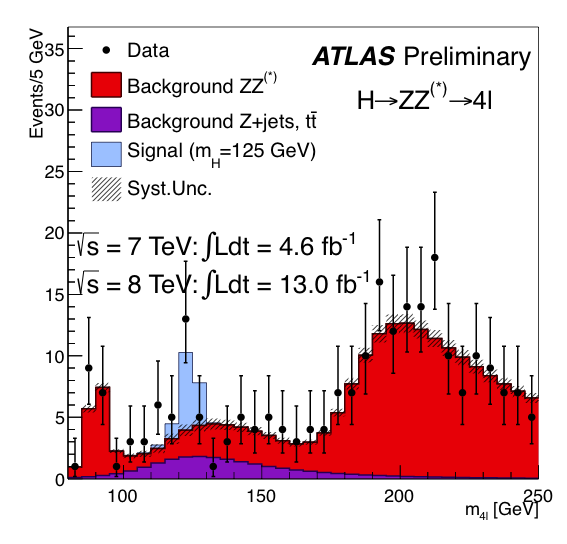 Events/5 GeV
35
30
25
20
15
10
5
0
Data
Background ZZ(*)
Background Z+jets, tt̄
Signal (mH=125 GeV)
Syst.Unc.
ATLAS Preliminary
H→ZZ(*)→4l
√s = 7 TeV: ∫Ldt = 4.6 fb-1
√s = 8 TeV: ∫Ldt = 13.0 fb-1
100 150 200 250
m4l [GeV]